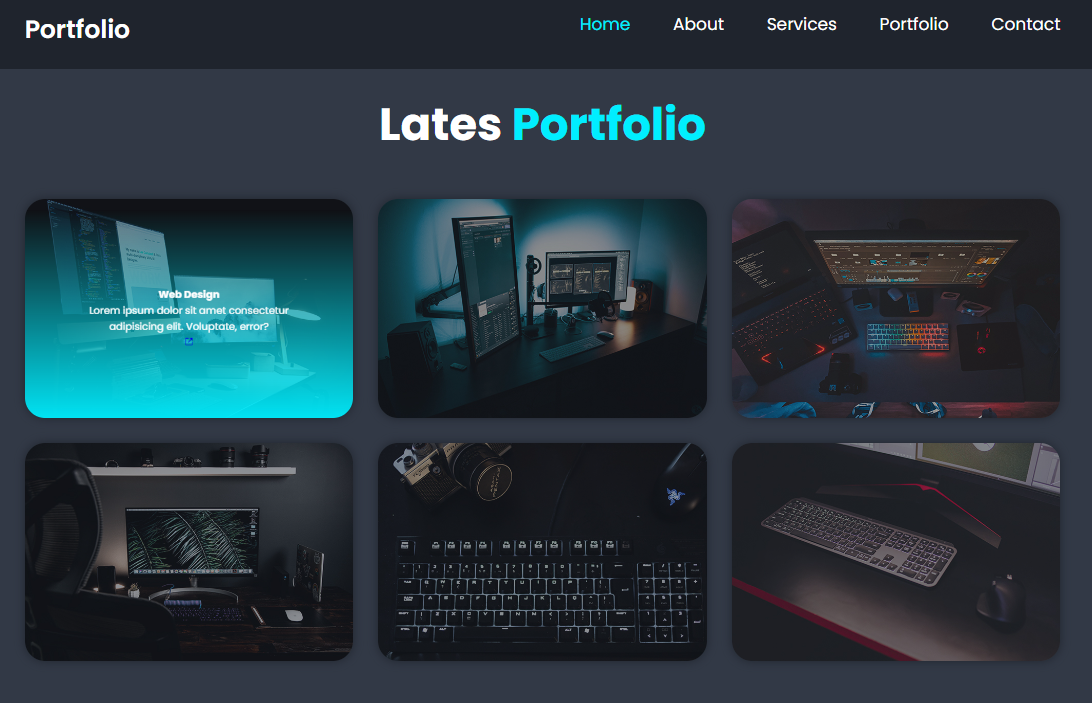 Portfolio
Home About Services Portfolio Contact
Lates Portfolio
Web Design
Lorem ipsum dolor sit amet consectetur
adipisicing elit. Voluptate, error?